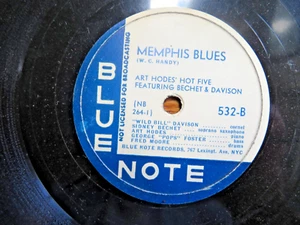 MEMPHIS BLUES
(W. C. HANDY)
ART HODES' HOT FIVE
FEATURING BECHET & DAVISON
(NB
264-1)
532-B
"WILD BILL" DAVISON cornet
SIDNEY BECHET soprano saxophone
ART HODES piano
GEORGE "POPS" FOSTER bass
FRED MOORE drums
BLUE NOTE RECORDS, 767 Lexingt. Ave, NYC
BLUE
NOTE
NOT LICENSED FOR BROADCASTING